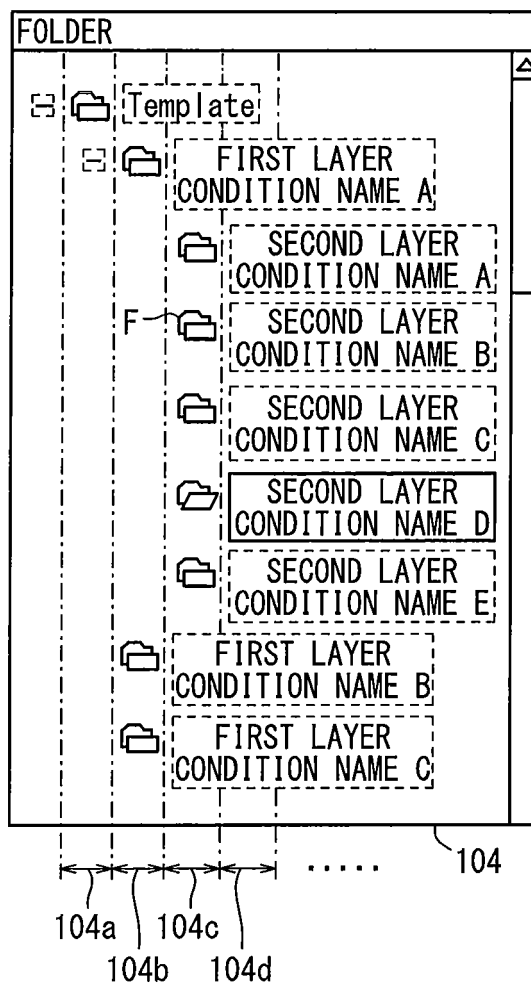 FOLDER
Template
FIRST LAYER
CONDITION NAME A
SECOND LAYER
CONDITION NAME A
F
SECOND LAYER
CONDITION NAME B
SECOND LAYER
CONDITION NAME C
SECOND LAYER
CONDITION NAME D
SECOND LAYER
CONDITION NAME E
FIRST LAYER
CONDITION NAME B
FIRST LAYER
CONDITION NAME C
104
.....
104a
104c
104b
104d